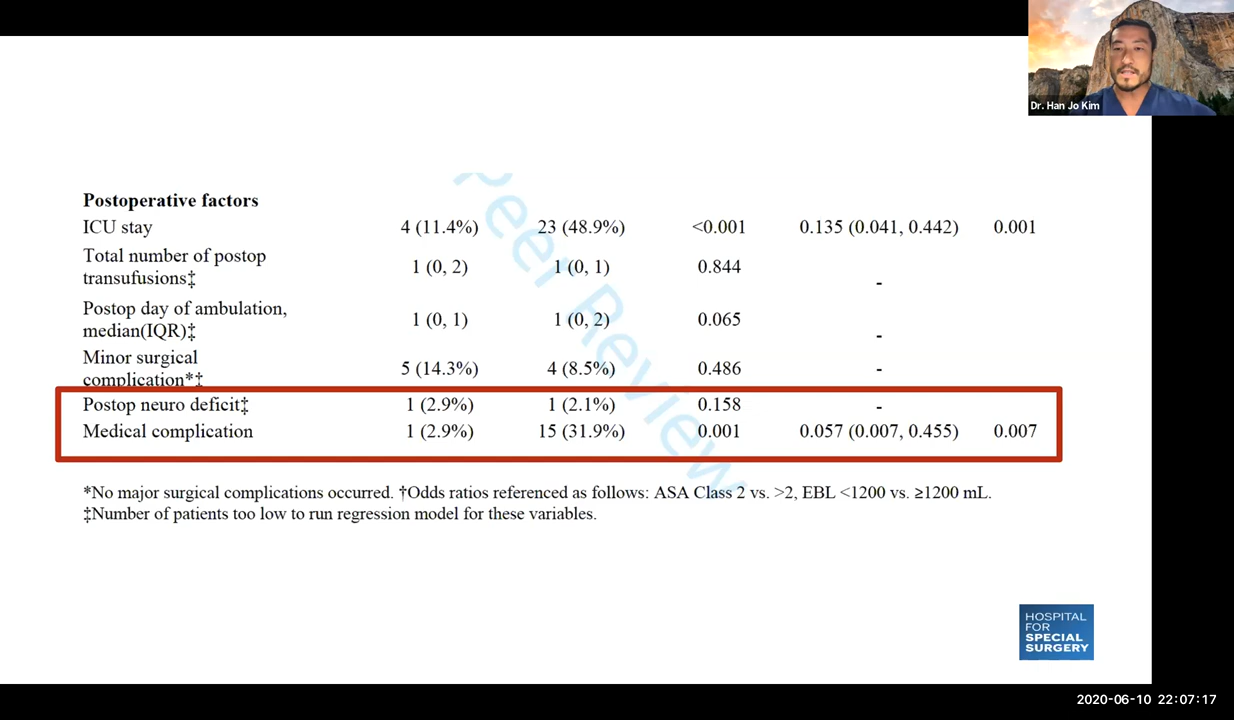 Dr. Han Jo Kim
Peer Review
Postoperative factors
ICU stay 4 (11.4%) 23 (48.9%) <0.001 0.135 (0.041, 0.442) 0.001
Total number of postop
transufusions‡ 1 (0, 2) 1 (0, 1) 0.844 -
Postop day of ambulation,
median(IQR)‡ 1 (0, 1) 1 (0, 2) 0.065 -
Minor surgical
complication*‡ 5 (14.3%) 4 (8.5%) 0.486 -
Postop neuro deficit‡ 1 (2.9%) 1 (2.1%) 0.158 -
Medical complication 1 (2.9%) 15 (31.9%) 0.001 0.057 (0.007, 0.455) 0.007
*No major surgical complications occurred. †Odds ratios referenced as follows: ASA Class 2 vs. >2, EBL <1200 vs. ≥1200 mL.
‡Number of patients too low to run regression model for these variables.
HOSPITAL
FOR
SPECIAL
SURGERY
2020-06-10 22:07:17